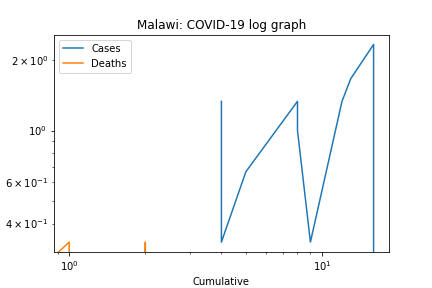 Malawi: COVID-19 log graph
Cases
Deaths
2 × 10⁰
10⁰
6 × 10⁻¹
4 × 10⁻¹
10⁰
10¹
Cumulative